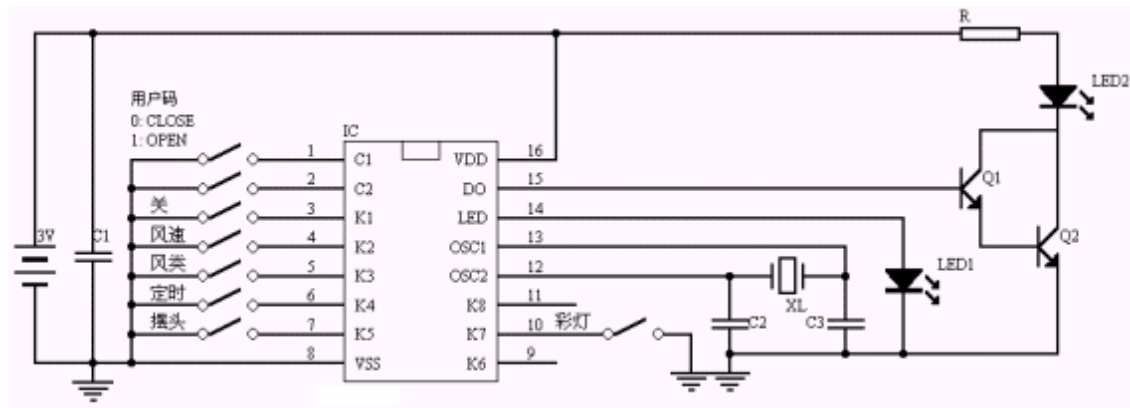 R
LED2
用户码
0: CLOSE
1: OPEN
IC
1 C1 VDD 16
2 C2 DO 15
Q1
关 3 K1 LED 14
风速 4 K2 OSC1 13
Q2
3V C1
风类 5 K3 OSC2 12
LED1
定时 6 K4 K8 11
XL
摇头 7 K5 K7 10 彩灯
C2 C3
8 VSS K6 9